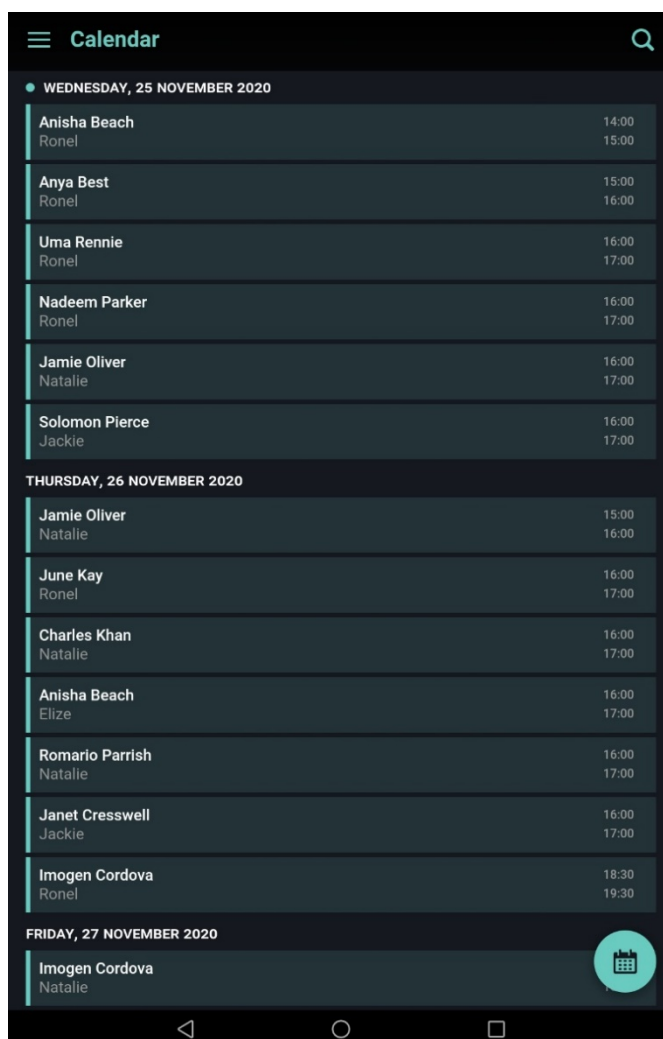 Calendar
WEDNESDAY, 25 NOVEMBER 2020
Anisha Beach 14:00
Ronel 15:00
Anya Best 15:00
Ronel 16:00
Uma Rennie 16:00
Ronel 17:00
Nadeem Parker 16:00
Ronel 17:00
Jamie Oliver 16:00
Natalie 17:00
Solomon Pierce 16:00
Jackie 17:00
THURSDAY, 26 NOVEMBER 2020
Jamie Oliver 15:00
Natalie 16:00
June Kay 16:00
Ronel 17:00
Charles Khan 16:00
Natalie 17:00
Anisha Beach 16:00
Elize 17:00
Romario Parrish 16:00
Natalie 17:00
Janet Cresswell 16:00
Jackie 17:00
Imogen Cordova 18:30
Ronel 19:30
FRIDAY, 27 NOVEMBER 2020
Imogen Cordova
Natalie